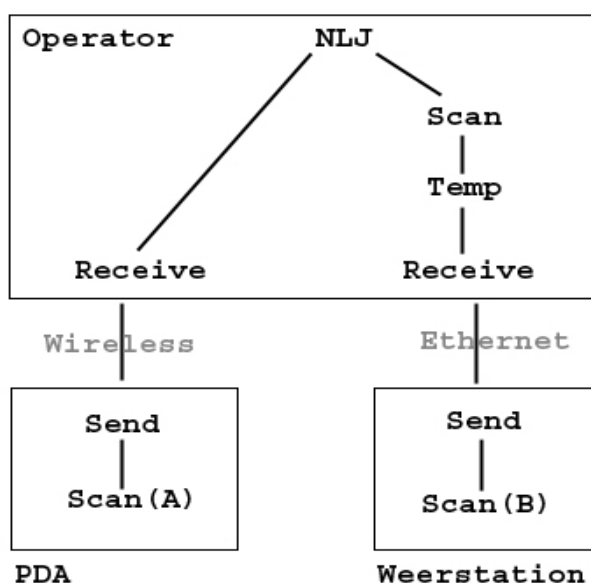 Operator NLJ
Scan
Temp
Receive Receive
Wireless Ethernet
Send Send
Scan(A) Scan(B)
PDA Weerstation